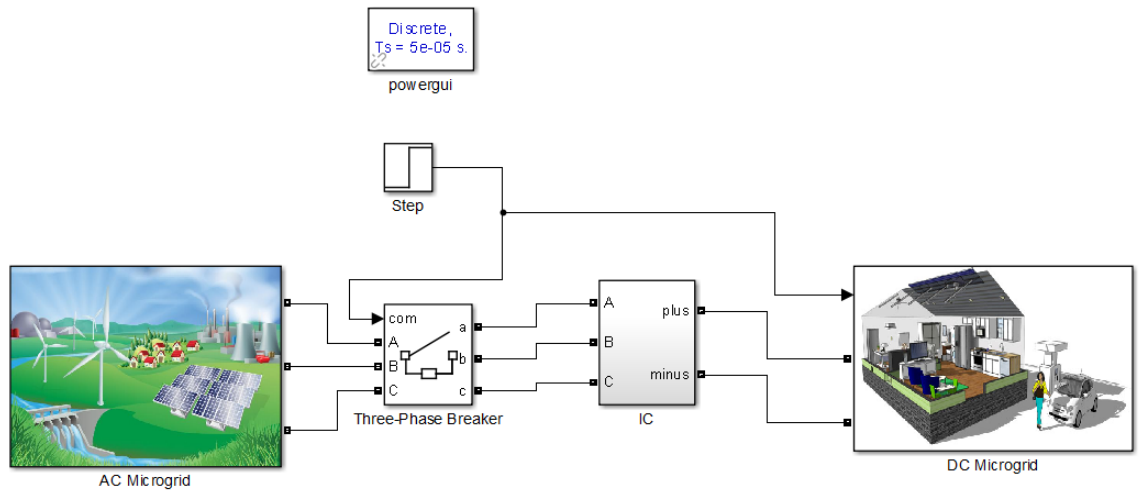 Discrete,
Ts = 5e-05 s.
powergui
Step
com
A
B
C
a
b
c
Three-Phase Breaker
A
B
C
plus
minus
IC
AC Microgrid
DC Microgrid